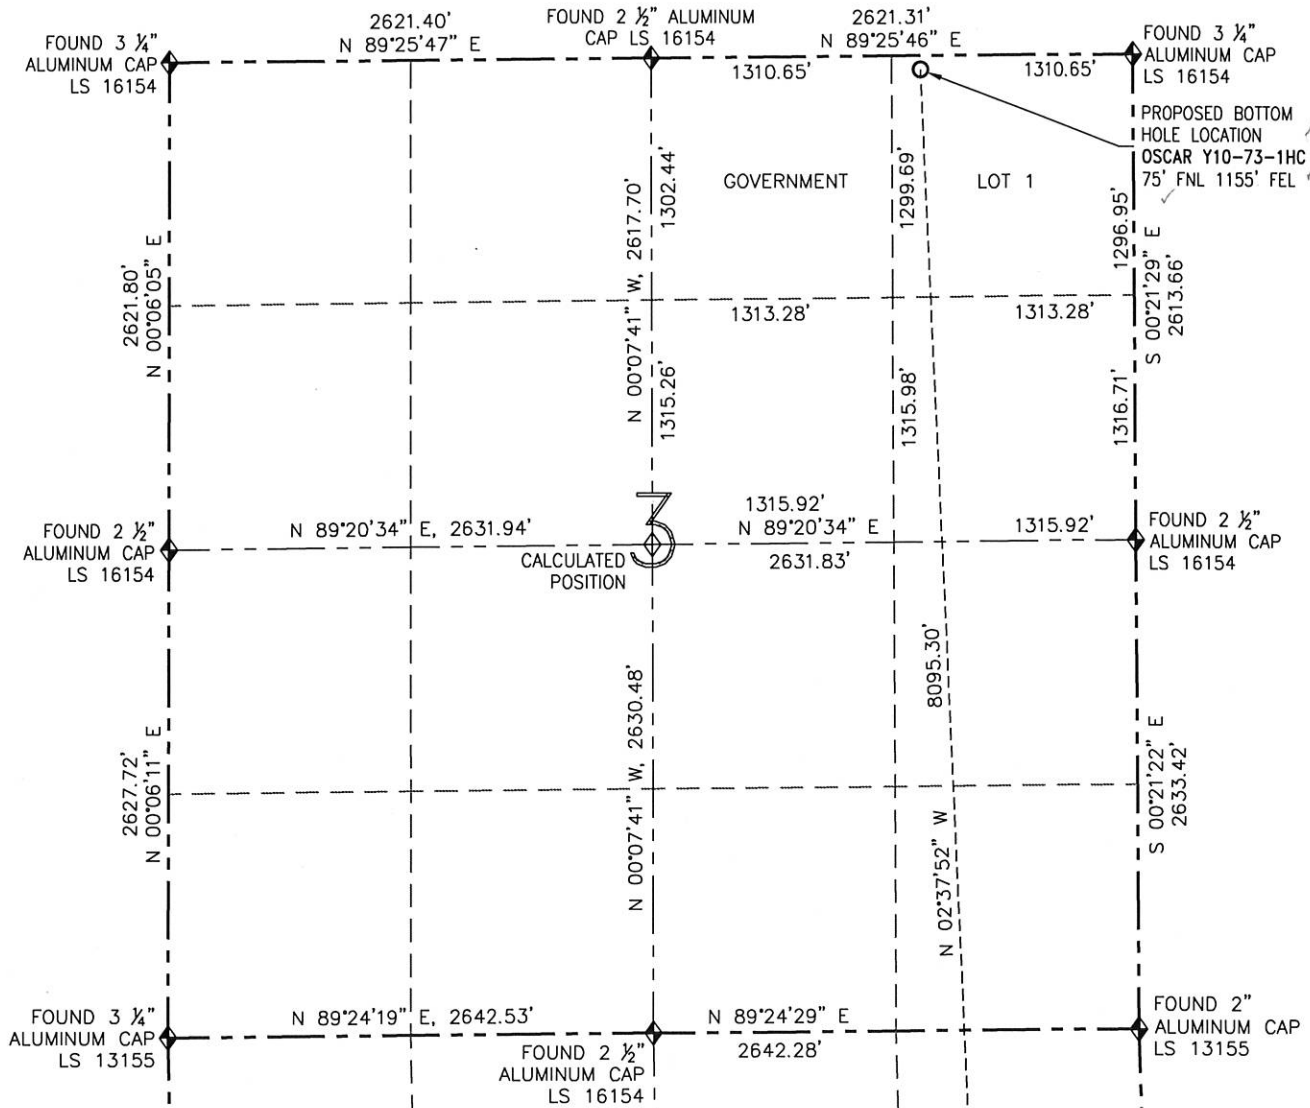 2621.40'
N 89°25'47" E
FOUND 2 ½" ALUMINUM
CAP LS 16154
2621.31'
N 89°25'46" E
FOUND 3 ¼"
ALUMINUM CAP
LS 16154
FOUND 3 ¼"
ALUMINUM CAP
LS 16154
1310.65'
1310.65'
PROPOSED BOTTOM
HOLE LOCATION
OSCAR Y10-73-1HC
75' FNL 1155' FEL
GOVERNMENT
LOT 1
2621.80'
N 00°06'05" E
N 00°07'41" W, 2617.70'
1302.44'
1299.69'
1296.95'
S 00°21'29" E
2613.66'
1313.28'
1313.28'
1315.26'
1315.98'
1316.71'
FOUND 2 ½"
ALUMINUM CAP
LS 16154
N 89°20'34" E, 2631.94'
3
CALCULATED
POSITION
1315.92'
N 89°20'34" E
2631.83'
1315.92'
FOUND 2 ½"
ALUMINUM CAP
LS 16154
2627.72'
N 00°06'11" E
N 00°07'41" W, 2630.48'
8095.30'
N 02°37'52" W
S 00°21'22" E
2633.42'
FOUND 3 ¼"
ALUMINUM CAP
LS 13155
N 89°24'19" E, 2642.53'
FOUND 2 ½"
ALUMINUM CAP
LS 16154
N 89°24'29" E
2642.28'
FOUND 2"
ALUMINUM CAP
LS 13155